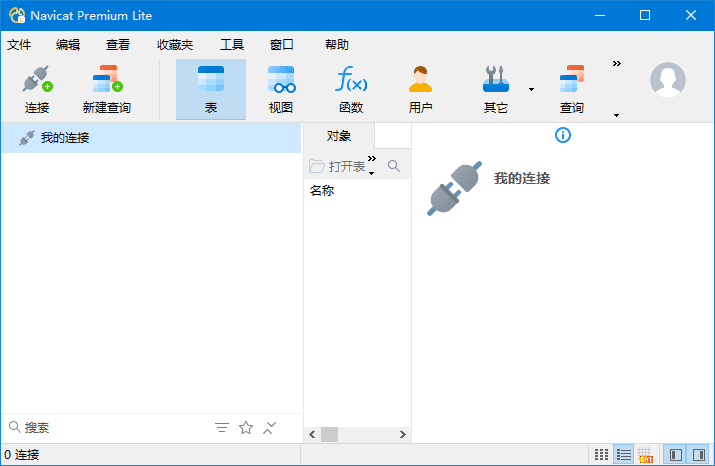 Navicat Premium Lite
文件 编辑 查看 收藏夹 工具 窗口 帮助
连接 新建查询 表 视图 f(x) 函数 用户 其它 查询
我的连接
对象
打开表
名称
我的连接
搜索
0 连接
Ent